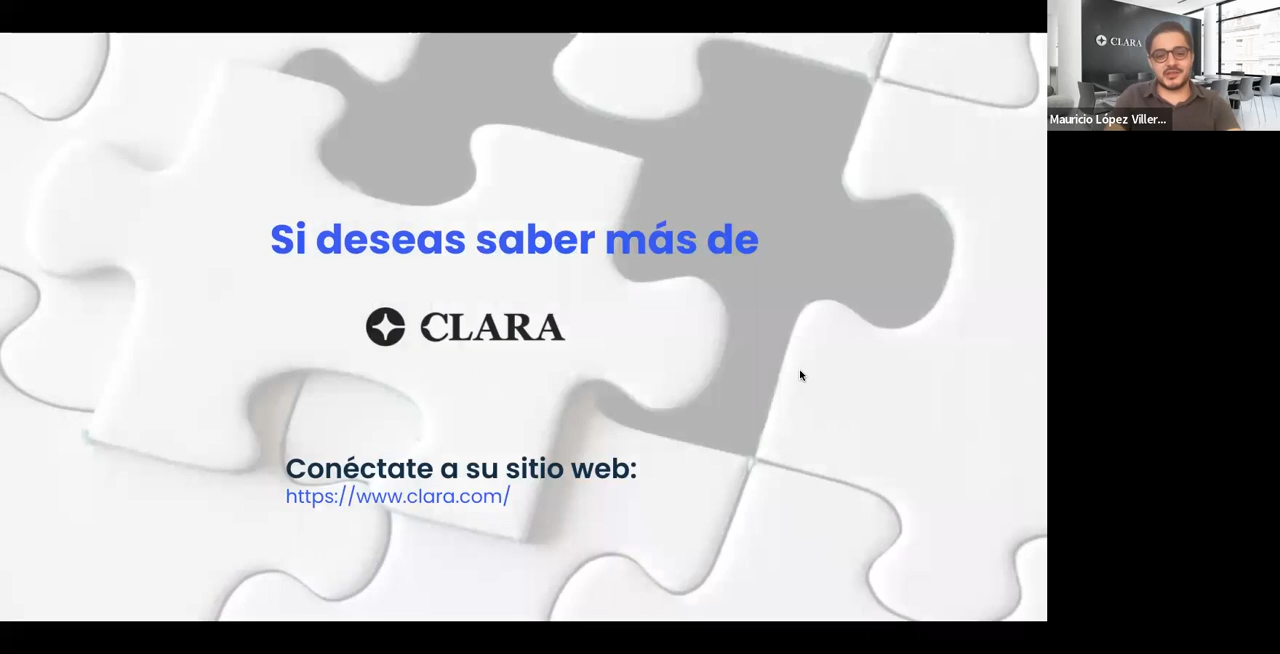 Si deseas saber más de
CLARA
Conéctate a su sitio web:
https://www.clara.com/
CLARA
Mauricio López Viller...